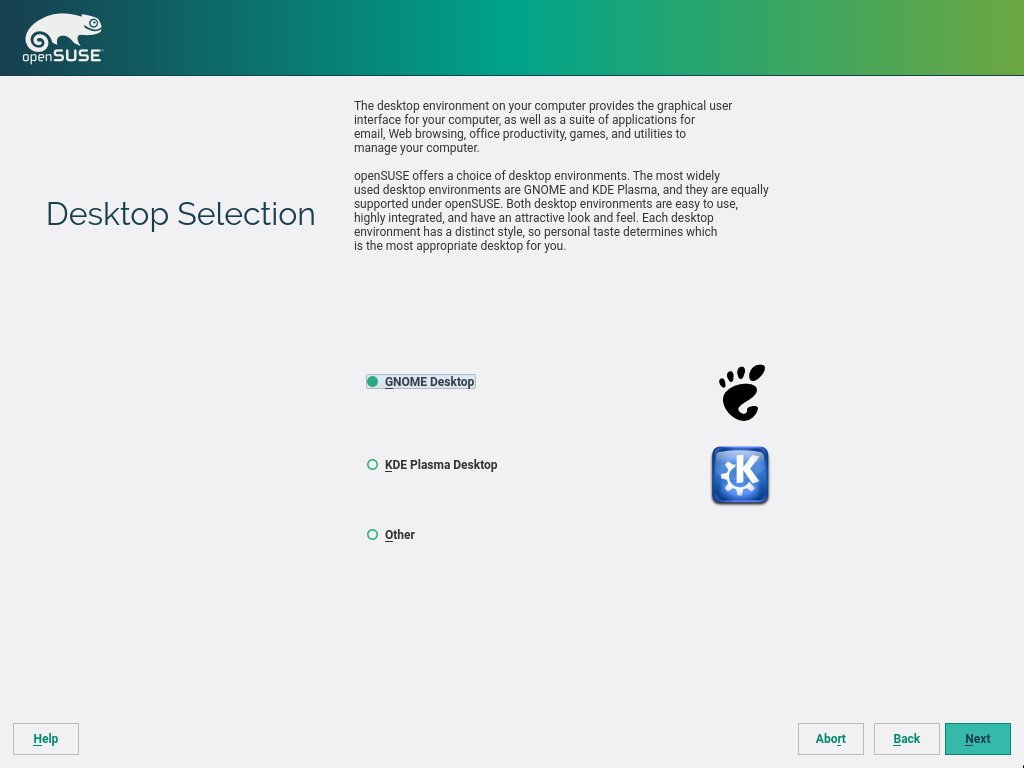 openSUSE
The desktop environment on your computer provides the graphical user
interface for your computer, as well as a suite of applications for
email, Web browsing, office productivity, games, and utilities to
manage your computer.
openSUSE offers a choice of desktop environments. The most widely
used desktop environments are GNOME and KDE Plasma, and they are equally
supported under openSUSE. Both desktop environments are easy to use,
highly integrated, and have an attractive look and feel. Each desktop
environment has a distinct style, so personal taste determines which
is the most appropriate desktop for you.
Desktop Selection
GNOME Desktop
KDE Plasma Desktop
K
Other
Help
Abort
Back
Next